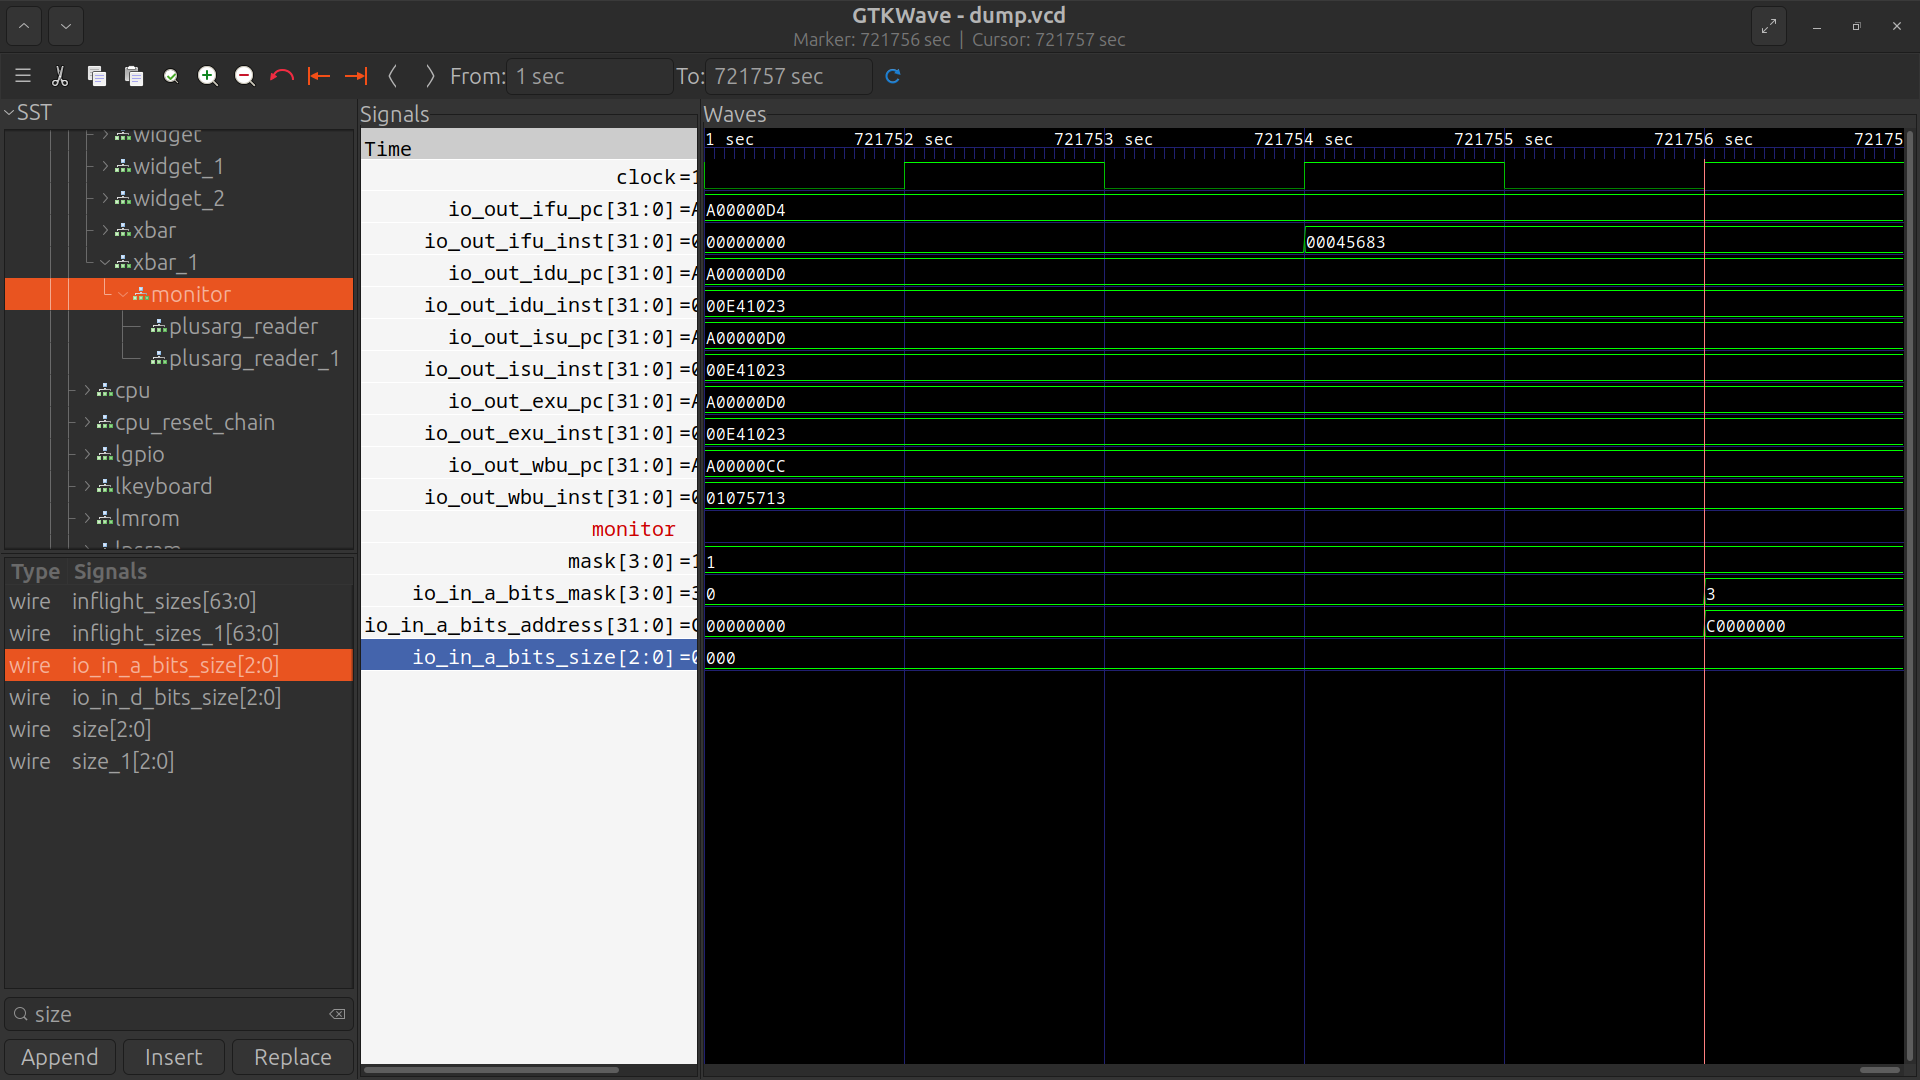 GTKWave - dump.vcd
Marker: 721756 sec | Cursor: 721757 sec
From: 1 sec To: 721757 sec
SST
widget
widget_1
widget_2
xbar
xbar_1
monitor
plusarg_reader
plusarg_reader_1
cpu
cpu_reset_chain
lgpio
lkeyboard
lmrom
Type Signals
wire inflight_sizes[63:0]
wire inflight_sizes_1[63:0]
wire io_in_a_bits_size[2:0]
wire io_in_d_bits_size[2:0]
wire size[2:0]
wire size_1[2:0]
size
Append Insert Replace
Signals
Time
clock=1
io_out_ifu_pc[31:0]=A
io_out_ifu_inst[31:0]=0
io_out_idu_pc[31:0]=A
io_out_idu_inst[31:0]=0
io_out_isu_pc[31:0]=A
io_out_isu_inst[31:0]=0
io_out_exu_pc[31:0]=A
io_out_exu_inst[31:0]=0
io_out_wbu_pc[31:0]=A
io_out_wbu_inst[31:0]=0
monitor
mask[3:0]=1
io_in_a_bits_mask[3:0]=3
io_in_a_bits_address[31:0]=C
io_in_a_bits_size[2:0]=0
Waves
1 sec 721752 sec 721753 sec 721754 sec 721755 sec 721756 sec 72175
A00000D4
00000000 00045683
A00000D0
00E41023
A00000D0
00E41023
A00000D0
00E41023
A00000CC
01075713
1
0 3
00000000 C0000000
000